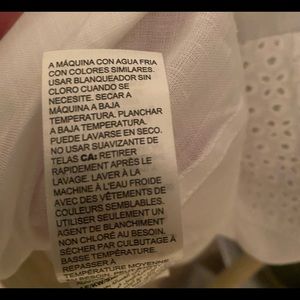 A MÁQUINA CON AGUA FRIA
CON COLORES SIMILARES.
USAR BLANQUEADOR SIN
CLORO CUANDO SE
NECESITE. SECAR A
MÁQUINA A BAJA
TEMPERATURA. PLANCHAR
A BAJA TEMPERATURA.
PUEDE LAVARSE EN SECO.
NO USAR SUAVIZANTE DE
TELAS CA: RETIRER
RAPIDEMENT APRÈS LE
LAVAGE. LAVER À LA
MACHINE À L'EAU FROIDE
AVEC DES VÊTEMENTS DE
COULEURS SEMBLABLES.
UTILISER SEULEMENT UN
AGENT DE BLANCHIMENT
NON CHLORÉ AU BESOIN.
SÉCHER PAR CULBUTAGE À
BASSE TEMPÉRATURE.
REPASSER À
TEMPÉRATURE MOYENNE